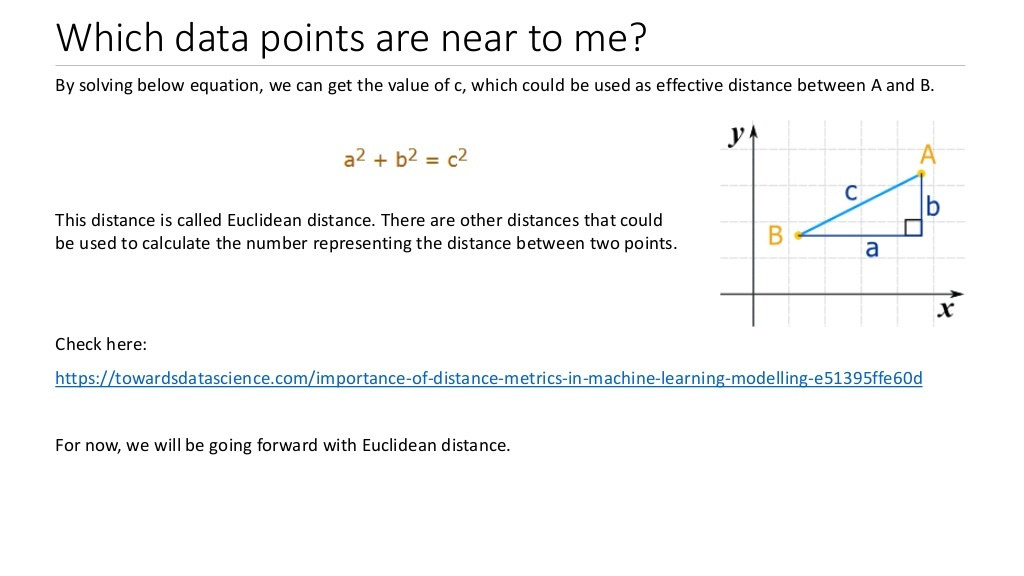 Which data points are near to me?
By solving below equation, we can get the value of c, which could be used as effective distance between A and B.
a² + b² = c²
This distance is called Euclidean distance. There are other distances that could
be used to calculate the number representing the distance between two points.
y
A
c
b
B
a
x
Check here:
https://towardsdatascience.com/importance-of-distance-metrics-in-machine-learning-modelling-e51395ffe60d
For now, we will be going forward with Euclidean distance.